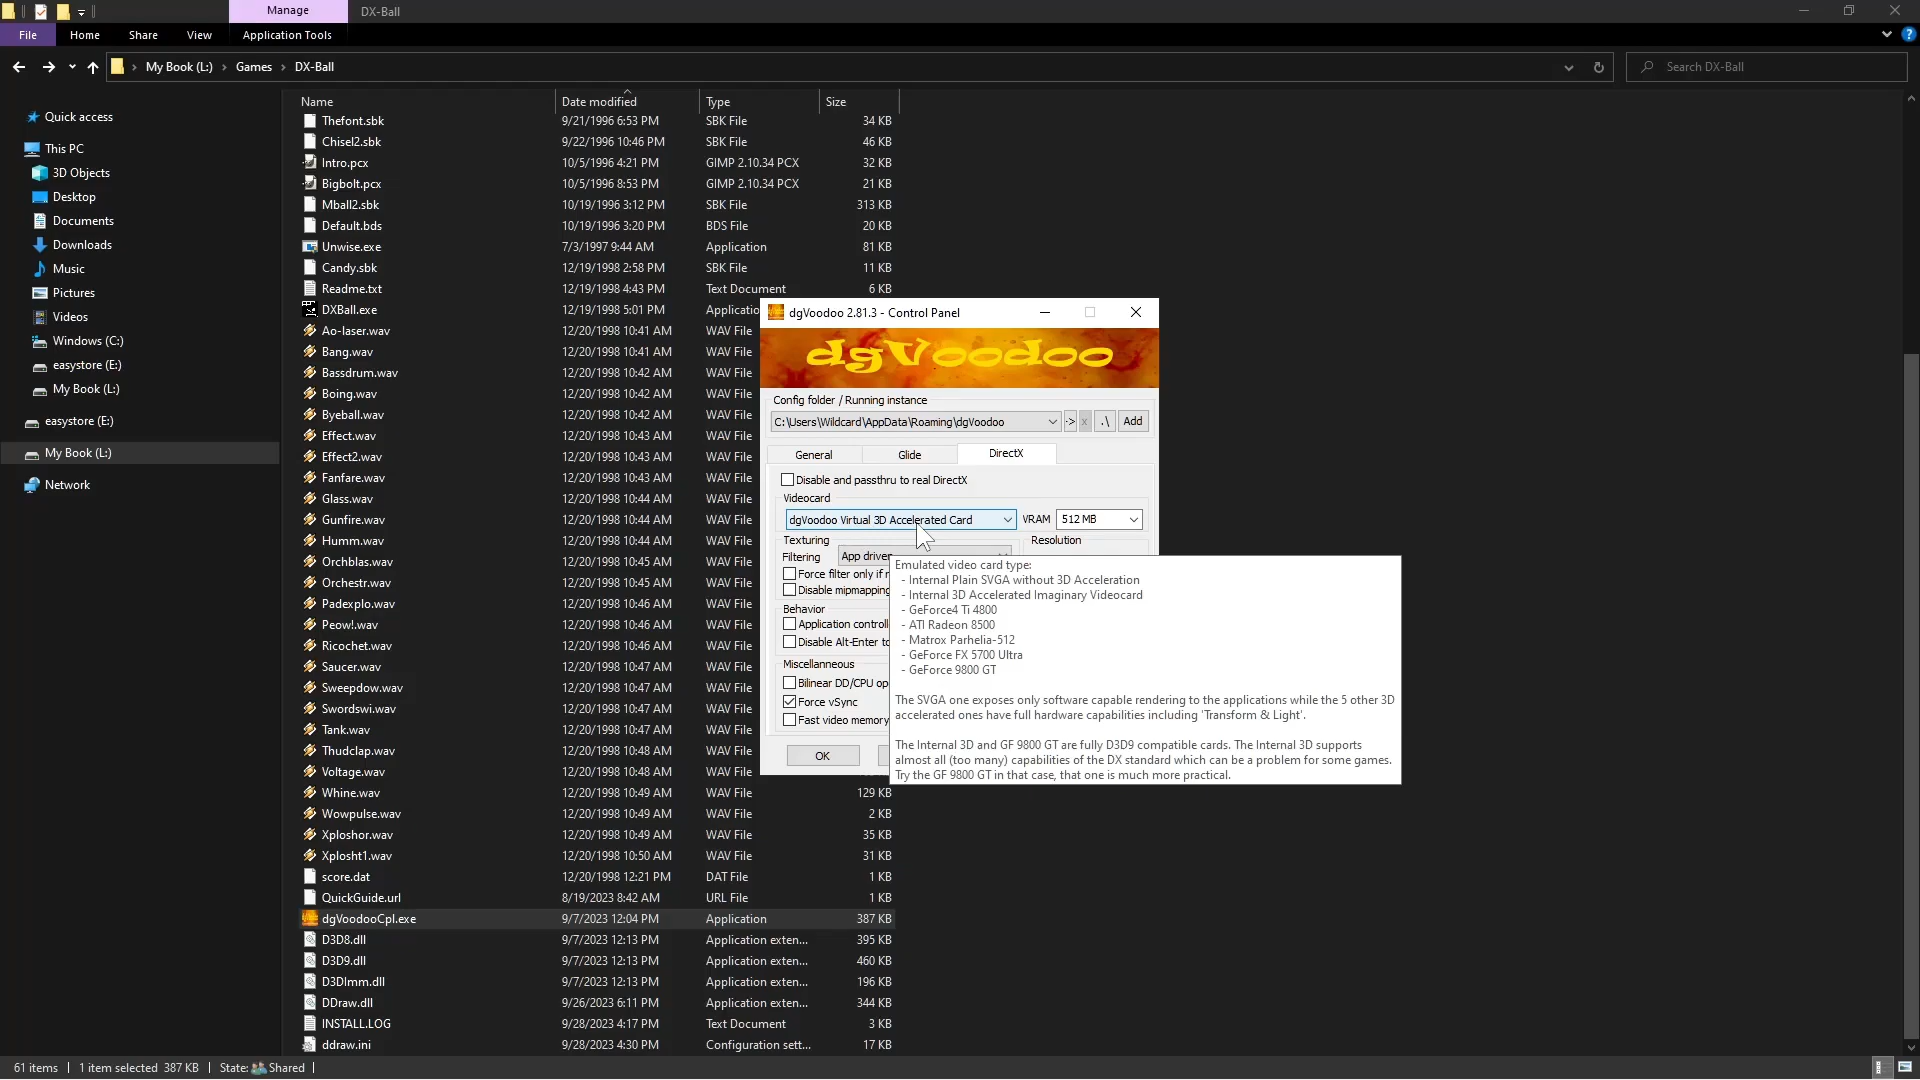 Manage
DX-Ball
File
Home
Share
View
Application Tools
My Book (L:)
Games
DX-Ball
Search DX-Ball
Quick access
This PC
3D Objects
Desktop
Documents
Downloads
Music
Pictures
Videos
Windows (C:)
easystore (E:)
My Book (L:)
easystore (E:)
My Book (L:)
Network
Name Date modified Type Size
Thefont.sbk 9/21/1996 6:53 PM SBK File 34 KB
Chisel2.sbk 9/22/1996 10:46 PM SBK File 46 KB
Intro.pcx 10/5/1996 4:21 PM GIMP 2.10.34 PCX 32 KB
Bigbolt.pcx 10/5/1996 8:53 PM GIMP 2.10.34 PCX 21 KB
Mball2.sbk 10/19/1996 3:12 PM SBK File 313 KB
Default.bds 10/19/1996 3:20 PM BDS File 20 KB
Unwise.exe 7/3/1997 9:44 AM Application 81 KB
Candy.sbk 12/19/1998 2:58 PM SBK File 11 KB
Readme.txt 12/19/1998 4:43 PM Text Document 6 KB
DXBall.exe 12/19/1998 5:01 PM Applicatio
Ao-laser.wav 12/20/1998 10:41 AM WAV File
Bang.wav 12/20/1998 10:41 AM WAV File
Bassdrum.wav 12/20/1998 10:42 AM WAV File
Boing.wav 12/20/1998 10:42 AM WAV File
Byeball.wav 12/20/1998 10:42 AM WAV File
Effect.wav 12/20/1998 10:43 AM WAV File
Effect2.wav 12/20/1998 10:43 AM WAV File
Fanfare.wav 12/20/1998 10:43 AM WAV File
Glass.wav 12/20/1998 10:44 AM WAV File
Gunfire.wav 12/20/1998 10:44 AM WAV File
Humm.wav 12/20/1998 10:44 AM WAV File
Orchblas.wav 12/20/1998 10:45 AM WAV File
Orchestr.wav 12/20/1998 10:45 AM WAV File
Padexplo.wav 12/20/1998 10:46 AM WAV File
Peow!.wav 12/20/1998 10:46 AM WAV File
Ricochet.wav 12/20/1998 10:46 AM WAV File
Saucer.wav 12/20/1998 10:47 AM WAV File
Sweepdow.wav 12/20/1998 10:47 AM WAV File
Swordswi.wav 12/20/1998 10:47 AM WAV File
Tank.wav 12/20/1998 10:47 AM WAV File
Thudclap.wav 12/20/1998 10:48 AM WAV File
Voltage.wav 12/20/1998 10:48 AM WAV File
Whine.wav 12/20/1998 10:49 AM WAV File 129 KB
Wowpulse.wav 12/20/1998 10:49 AM WAV File 2 KB
Xploshor.wav 12/20/1998 10:49 AM WAV File 35 KB
Xplosht1.wav 12/20/1998 10:50 AM WAV File 31 KB
score.dat 12/20/1998 12:21 PM DAT File 1 KB
QuickGuide.url 8/19/2023 8:42 AM URL File 1 KB
dgVoodooCpl.exe 9/7/2023 12:04 PM Application 387 KB
D3D8.dll 9/7/2023 12:13 PM Application exten... 395 KB
D3D9.dll 9/7/2023 12:13 PM Application exten... 460 KB
D3DImm.dll 9/7/2023 12:13 PM Application exten... 196 KB
DDraw.dll 9/26/2023 6:11 PM Application exten... 344 KB
INSTALL.LOG 9/28/2023 4:17 PM Text Document 3 KB
ddraw.ini 9/28/2023 4:30 PM Configuration sett... 17 KB
dgVoodoo 2.81.3 - Control Panel
dgVoodoo
Config folder / Running instance
C:\Users\Wildcard\AppData\Roaming\dgVoodoo -> x .\ Add
General Glide DirectX
Disable and passthru to real DirectX
Videocard
dgVoodoo Virtual 3D Accelerated Card VRAM 512 MB
Texturing Resolution
Filtering App driven
Force filter only if
Disable mipmapping
Behavior
Application controll
Disable Alt-Enter to
Miscellaneous
Bilinear DD/CPU op
Force vSync
Fast video memory
OK
Emulated video card type:
- Internal Plain SVGA without 3D Acceleration
- Internal 3D Accelerated Imaginary Videocard
- GeForce4 Ti 4800
- ATI Radeon 8500
- Matrox Parhelia-512
- GeForce FX 5700 Ultra
- GeForce 9800 GT
The SVGA one exposes only software capable rendering to the applications while the 5 other 3D
accelerated ones have full hardware capabilities including 'Transform & Light'.
The Internal 3D and GF 9800 GT are fully D3D9 compatible cards. The Internal 3D supports
almost all (too many) capabilities of the DX standard which can be a problem for some games.
Try the GF 9800 GT in that case, that one is much more practical.
61 items 1 item selected 387 KB State: Shared